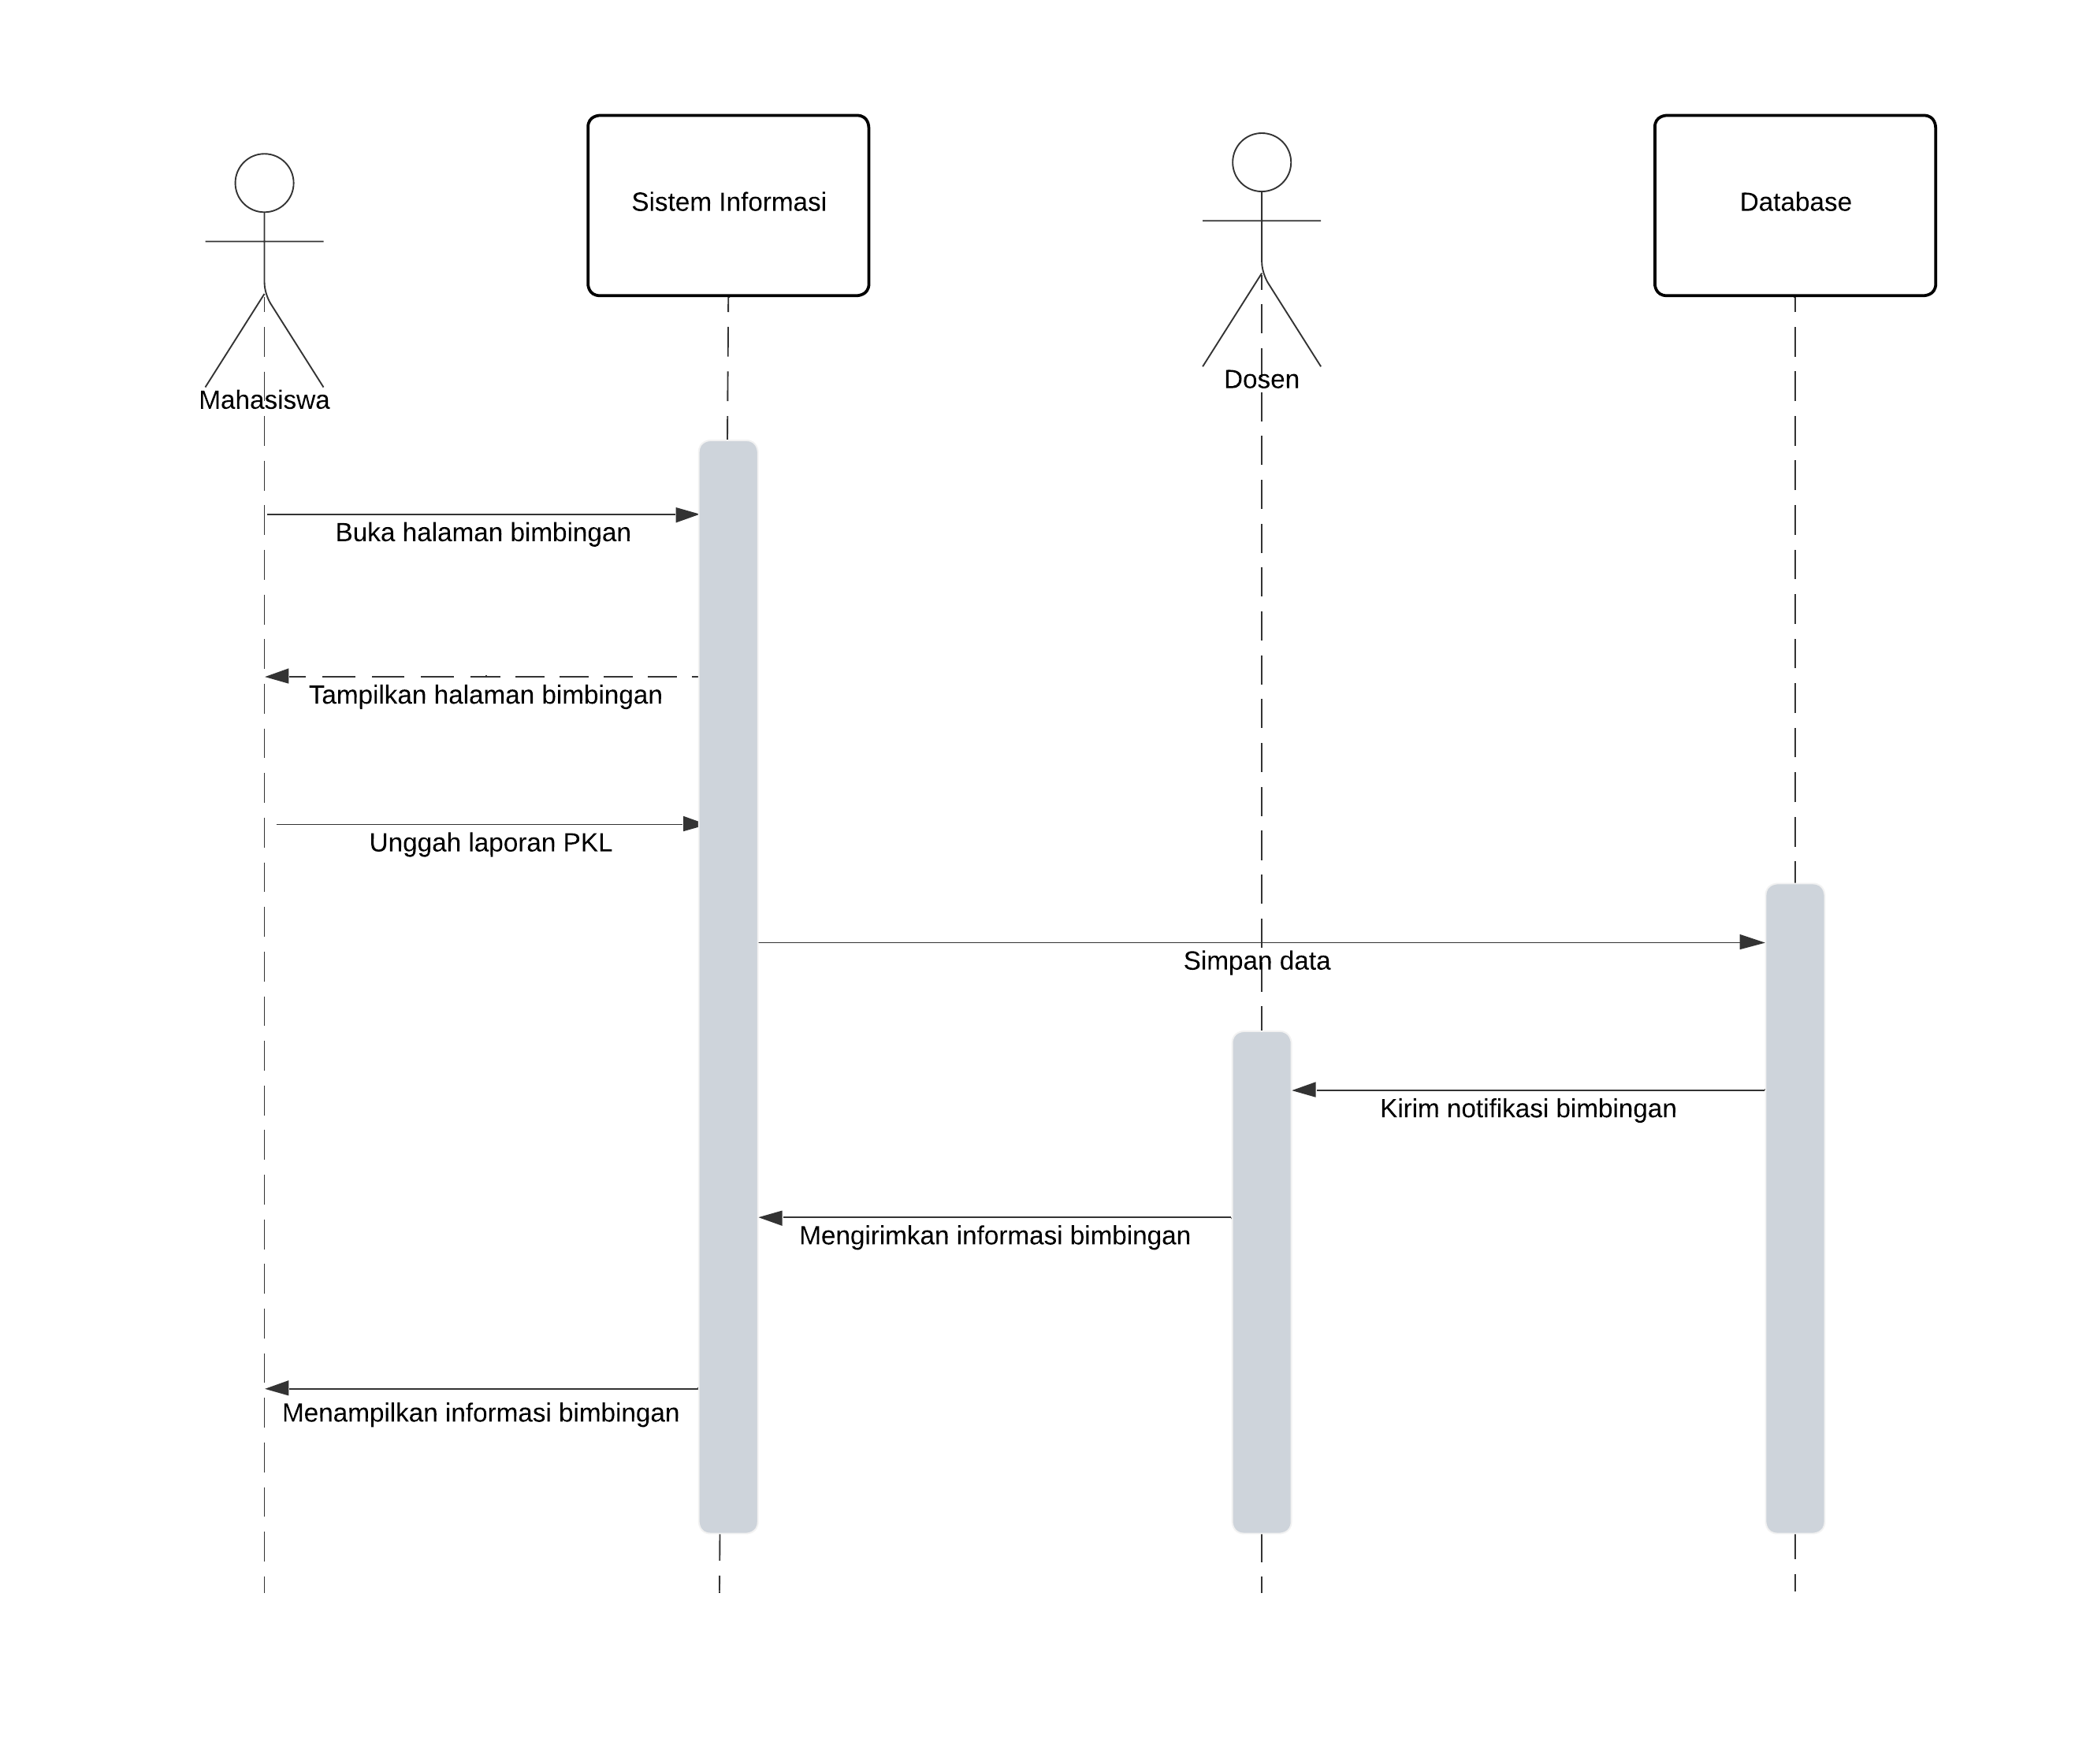 Sistem Informasi
Database
Dosen
Mahasiswa
Buka halaman bimbingan
Tampilkan halaman bimbingan
Unggah laporan PKL
Simpan data
Kirim notifikasi bimbingan
Mengirimkan informasi bimbingan
Menampilkan informasi bimbingan